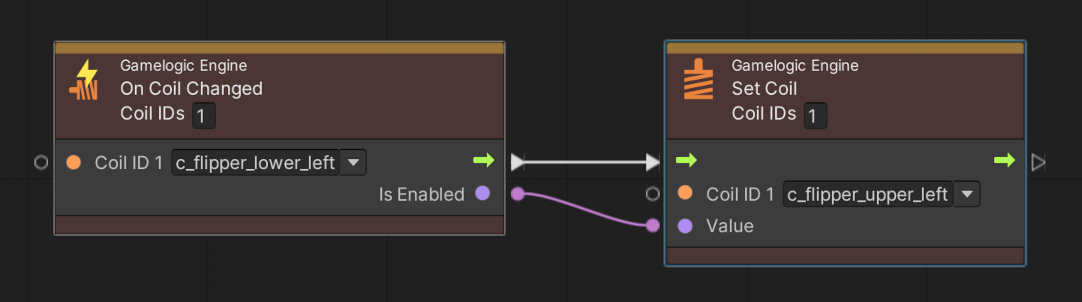 Gamelogic Engine
On Coil Changed
Coil IDs 1
Coil ID 1 c_flipper_lower_left
Is Enabled
Gamelogic Engine
Set Coil
Coil IDs 1
Coil ID 1 c_flipper_upper_left
Value